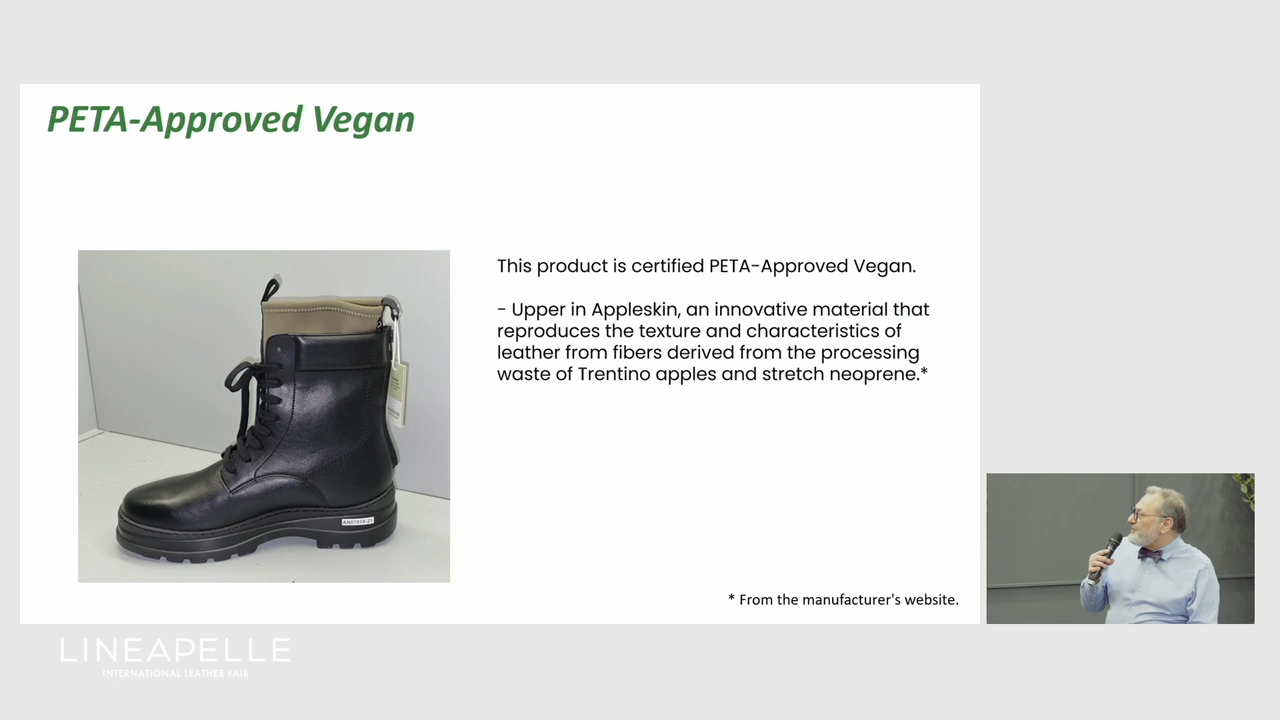 PETA-Approved Vegan
This product is certified PETA-Approved Vegan.
- Upper in Appleskin, an innovative material that
reproduces the texture and characteristics of
leather from fibers derived from the processing
waste of Trentino apples and stretch neoprene.*
* From the manufacturer's website.
LINEAPELLE
INTERNATIONAL LEATHER FAIR